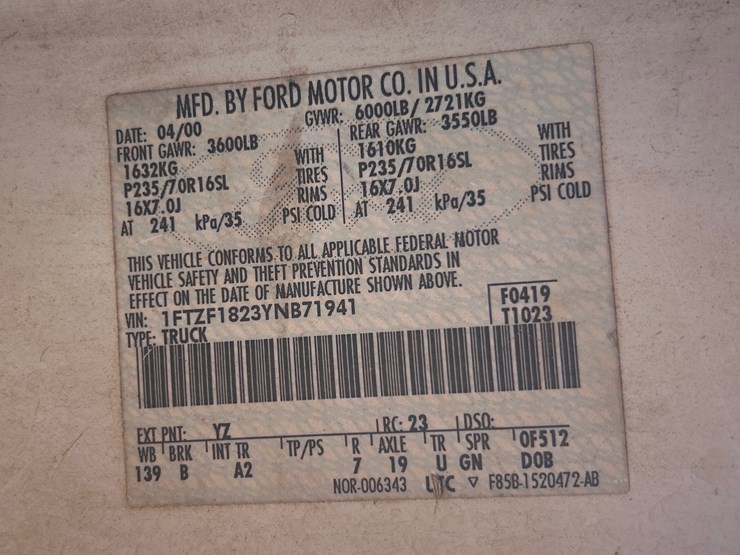 MFD. BY FORD MOTOR CO. IN U.S.A.
DATE: 04/00 GVWR: 6000LB/ 2721KG
FRONT GAWR: 3600LB REAR GAWR: 3550LB
1632KG WITH 1610KG WITH
P235/70R16SL TIRES P235/70R16SL TIRES
16X7.0J RIMS 16X7.0J RIMS
AT 241 kPa/35 PSI COLD AT 241 kPa/35 PSI COLD
THIS VEHICLE CONFORMS TO ALL APPLICABLE FEDERAL MOTOR
VEHICLE SAFETY AND THEFT PREVENTION STANDARDS IN
EFFECT ON THE DATE OF MANUFACTURE SHOWN ABOVE.
VIN: 1FTZF1823YNB71941 F0419
TYPE: TRUCK T1023
EXT PNT: YZ RC: 23 DSO:
WB BRK INT TR TP/PS R AXLE TR SPR 0F512
139 B A2 7 19 U GN DOB
NOR-006343 UTC ▽ F85B-1520472-AB